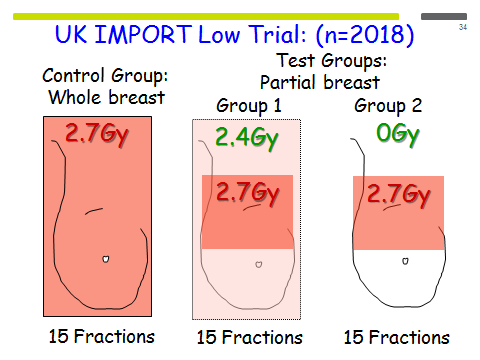 34
UK IMPORT Low Trial: (n=2018)
Control Group:
Whole breast
Test Groups:
Partial breast
Group 1
Group 2
2.7Gy
2.4Gy
2.7Gy
0Gy
2.7Gy
15 Fractions
15 Fractions
15 Fractions